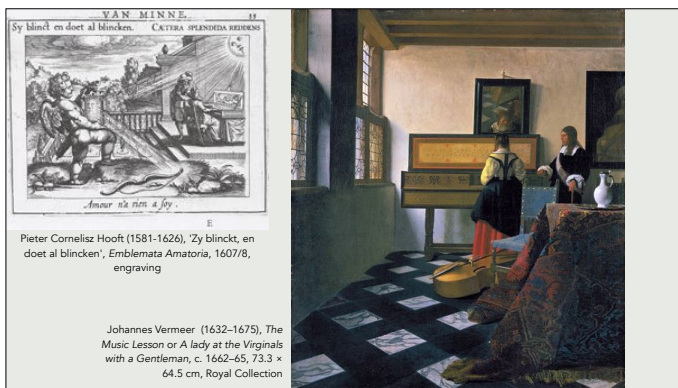 VAN MINNE.
33
Sy blinckt en doet al blincken.
CÆTERA SPLENDIDA REDDENS
Amour n'a rien a soy.
E
Pieter Cornelisz Hooft (1581-1626), 'Zy blinckt, en
doet al blincken', Emblemata Amatoria, 1607/8,
engraving
Johannes Vermeer (1632–1675), The
Music Lesson or A lady at the Virginals
with a Gentleman, c. 1662–65, 73.3 ×
64.5 cm, Royal Collection